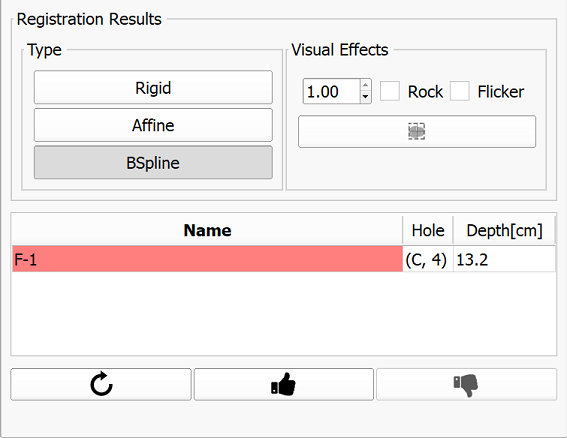 Registration Results
Type
Visual Effects
Rigid
1.00
Rock
Flicker
Affine
BSpline
Name
Hole
Depth[cm]
F-1
(C, 4)
13.2